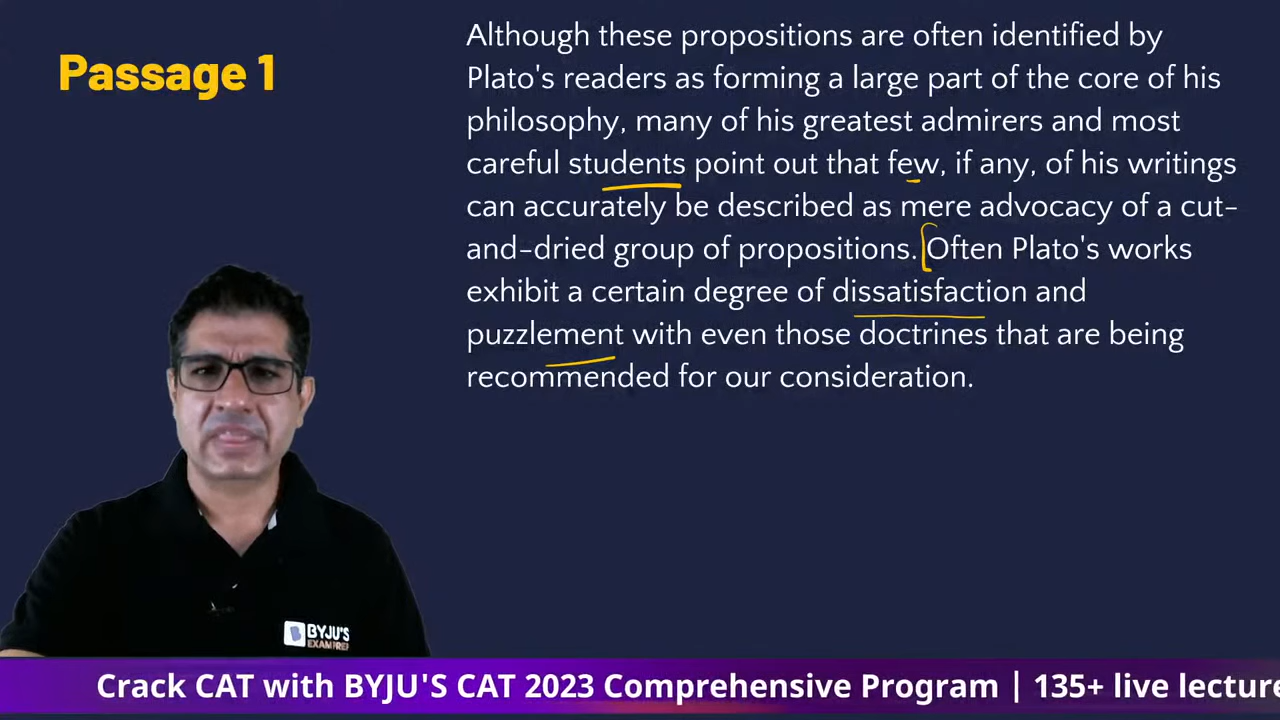 Passage 1
Although these propositions are often identified by
Plato's readers as forming a large part of the core of his
philosophy, many of his greatest admirers and most
careful students point out that few, if any, of his writings
can accurately be described as mere advocacy of a cut-
and-dried group of propositions. Often Plato's works
exhibit a certain degree of dissatisfaction and
puzzlement with even those doctrines that are being
recommended for our consideration.
BYJU'S
EXAM PREP
Crack CAT with BYJU'S CAT 2023 Comprehensive Program | 135+ live lecture